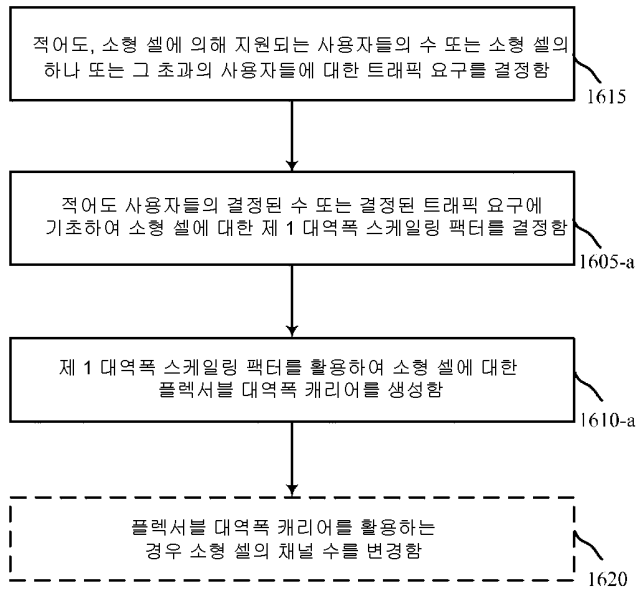 적어도, 소형 셀에 의해 지원되는 사용자들의 수 또는 소형 셀의
하나 또는 그 초과의 사용자들에 대한 트래픽 요구를 결정함
1615
적어도 사용자들의 결정된 수 또는 결정된 트래픽 요구에
기초하여 소형 셀에 대한 제 1 대역폭 스케일링 팩터를 결정함
1605-a
제 1 대역폭 스케일링 팩터를 활용하여 소형 셀에 대한
플렉서블 대역폭 캐리어를 생성함
1610-a
플렉서블 대역폭 캐리어를 활용하는
경우 소형 셀의 채널 수를 변경함
1620